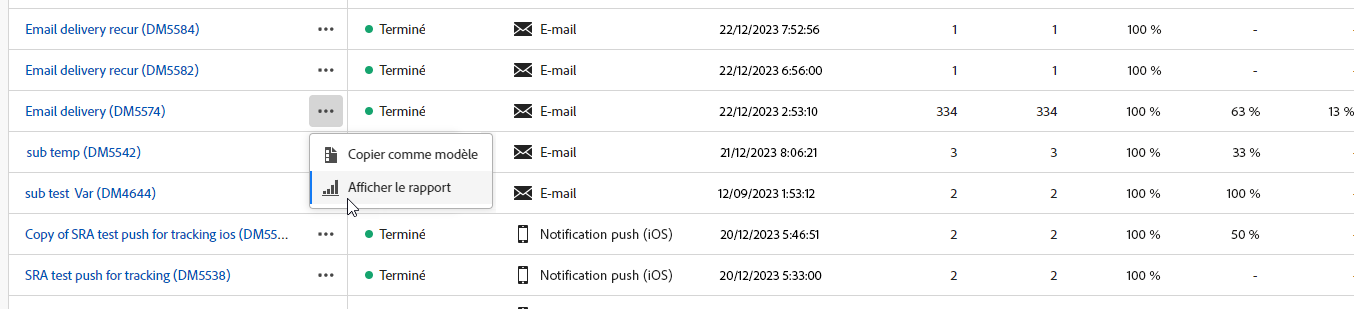 Email delivery recur (DM5584) ••• Terminé E-mail 22/12/2023 7:52:56 1 1 100 % -
Email delivery recur (DM5582) ••• Terminé E-mail 22/12/2023 6:56:00 1 1 100 % -
Email delivery (DM5574) ••• Terminé E-mail 22/12/2023 2:53:10 334 334 100 % 63 % 13 %
sub temp (DM5542) E-mail 21/12/2023 8:06:21 3 3 100 % 33 %
Copier comme modèle
Afficher le rapport
sub test Var (DM4644) E-mail 12/09/2023 1:53:12 2 2 100 % 100 %
Copy of SRA test push for tracking ios (DM55... ••• Terminé Notification push (iOS) 20/12/2023 5:46:51 2 2 100 % 50 %
SRA test push for tracking (DM5538) ••• Terminé Notification push (iOS) 20/12/2023 5:33:00 2 2 100 % -